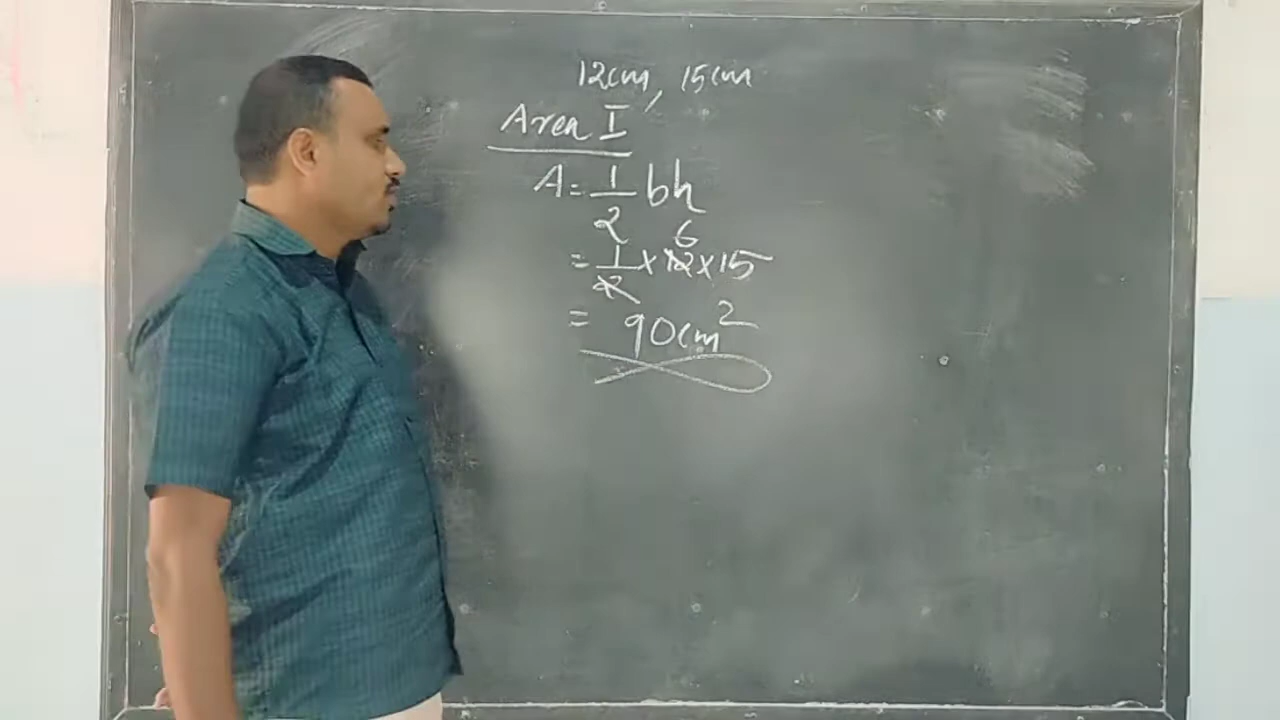 12cm, 15cm
Area I
A = 1/2 bh
= 1/2 × 12 × 15
6
= 90cm²